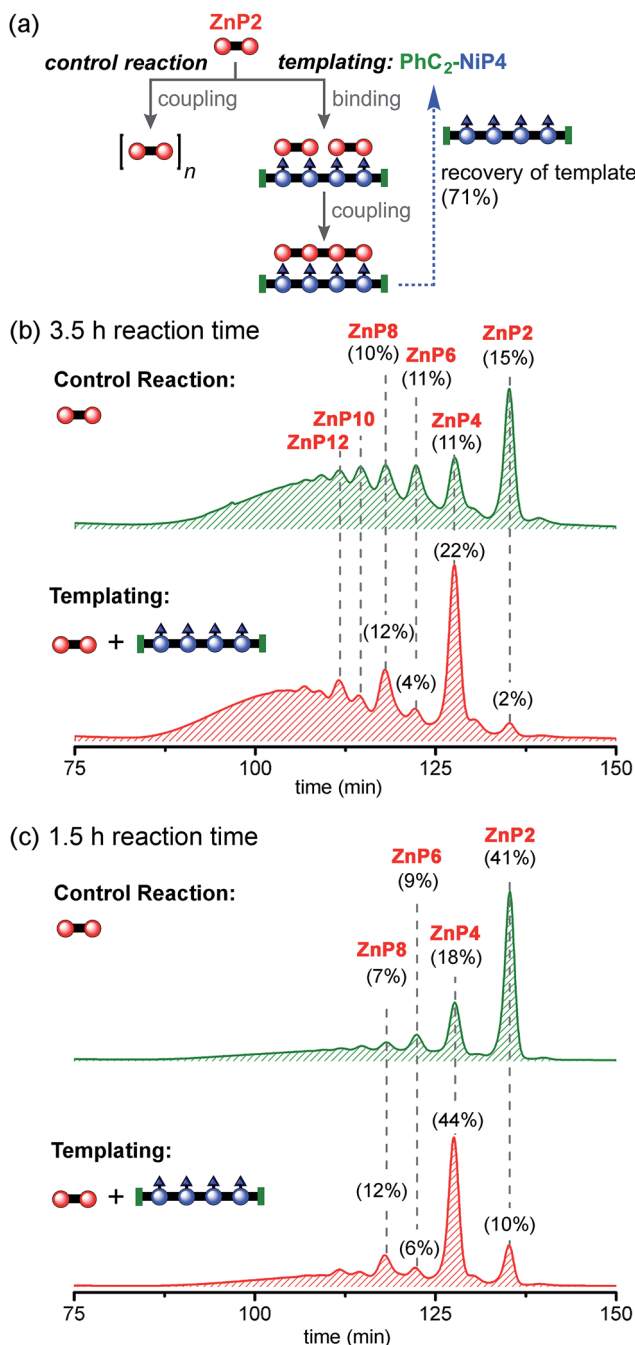 (a)
ZnP2
control reaction
templating: PhC2-NiP4
coupling
binding
n
recovery of template
(71%)
coupling
(b) 3.5 h reaction time
Control Reaction:
ZnP8
(10%)
ZnP6
(11%)
ZnP2
(15%)
ZnP10
ZnP12
ZnP4
(11%)
Templating:
+
(22%)
(12%)
(4%)
(2%)
75 100 125 150
time (min)
(c) 1.5 h reaction time
Control Reaction:
ZnP6
(9%)
ZnP2
(41%)
ZnP8
(7%)
ZnP4
(18%)
Templating:
+
(44%)
(12%)
(6%)
(10%)
75 100 125 150
time (min)